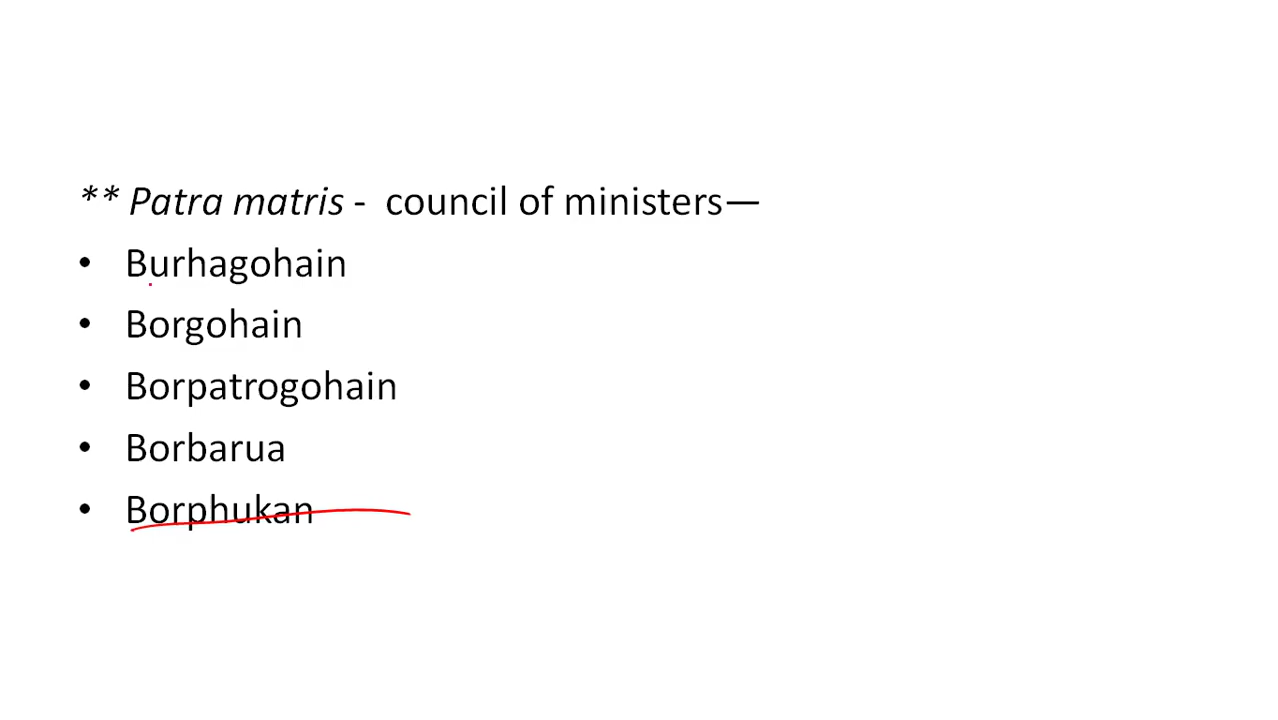 ** Patra matris - council of ministers—
• Burhagohain
• Borgohain
• Borpatrogohain
• Borbarua
• Borphukan